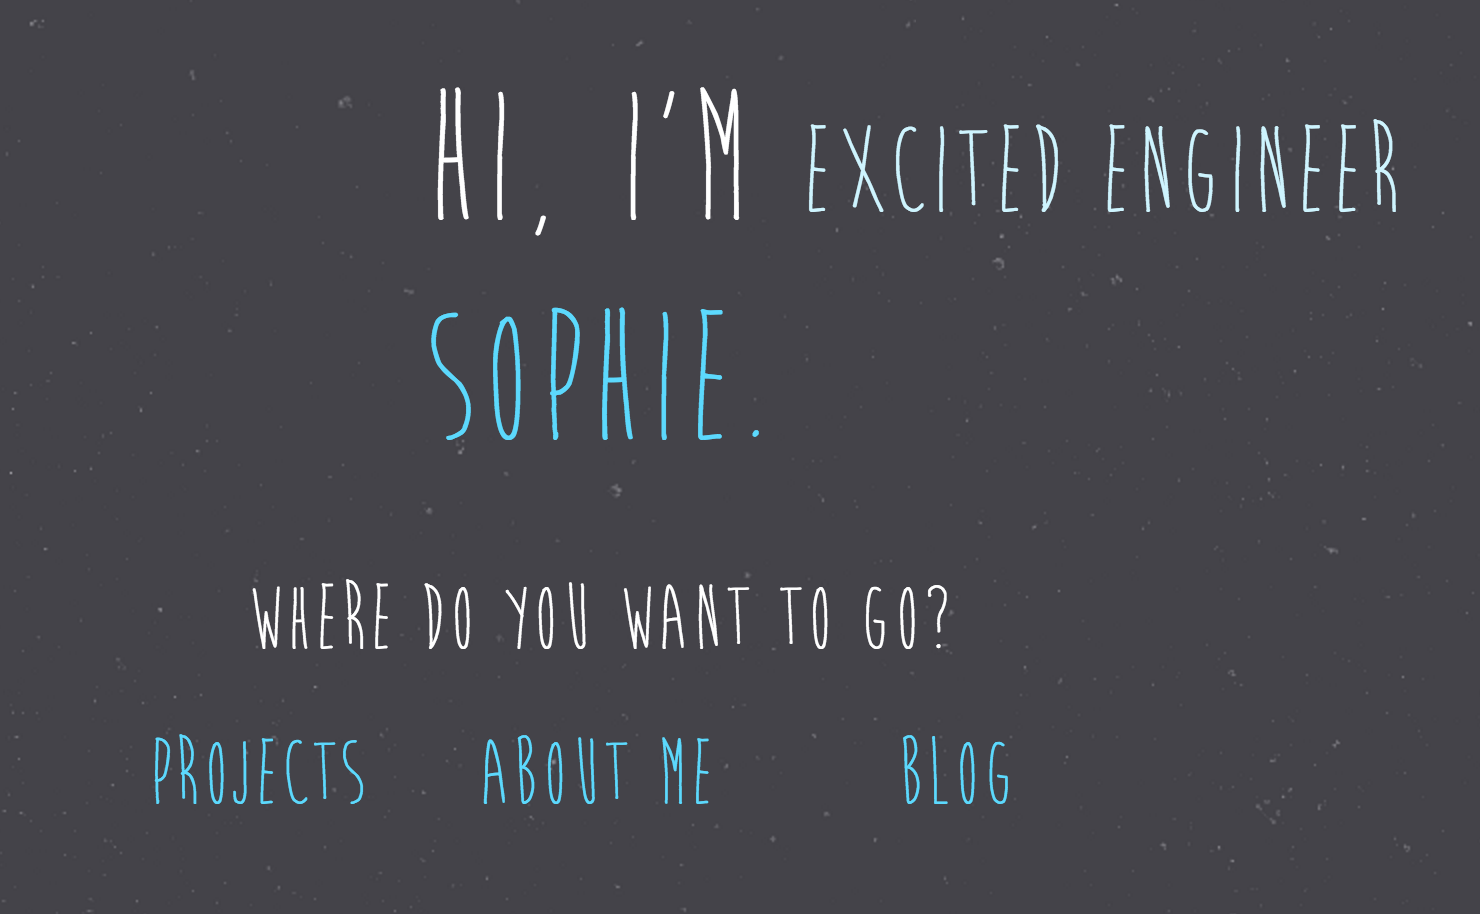 HI, I'M EXCITED ENGINEER
SOPHIE.
WHERE DO YOU WANT TO GO?
PROJECTS ABOUT ME BLOG